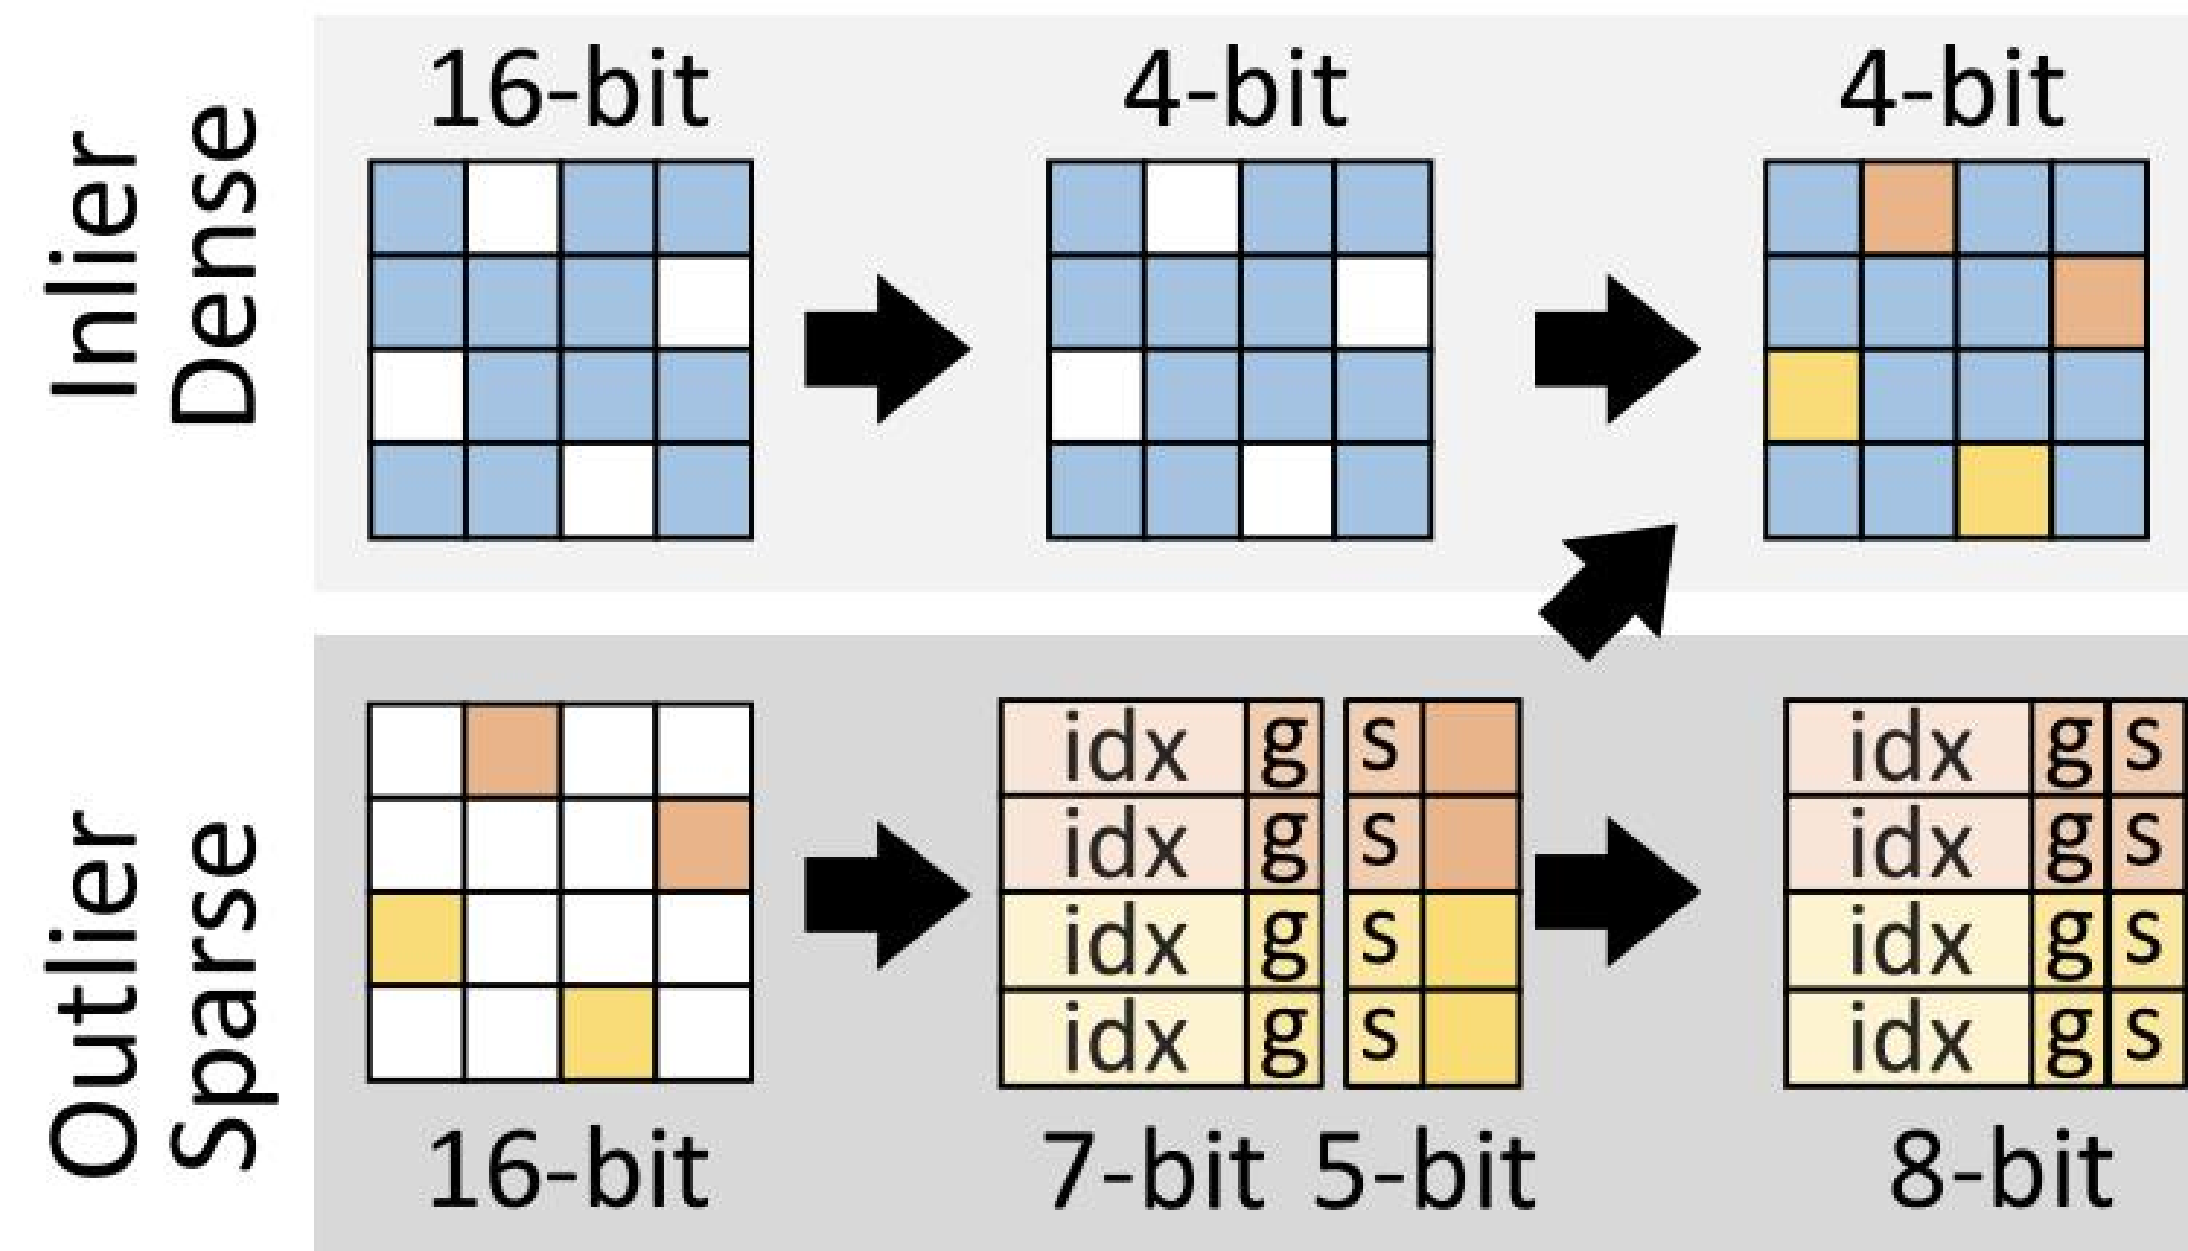 Inlier
Dense
16-bit
4-bit
4-bit
Outlier
Sparse
idx g s
idx g s
idx g s
idx g s
idx g s
idx g s
idx g s
idx g s
16-bit
7-bit
5-bit
8-bit